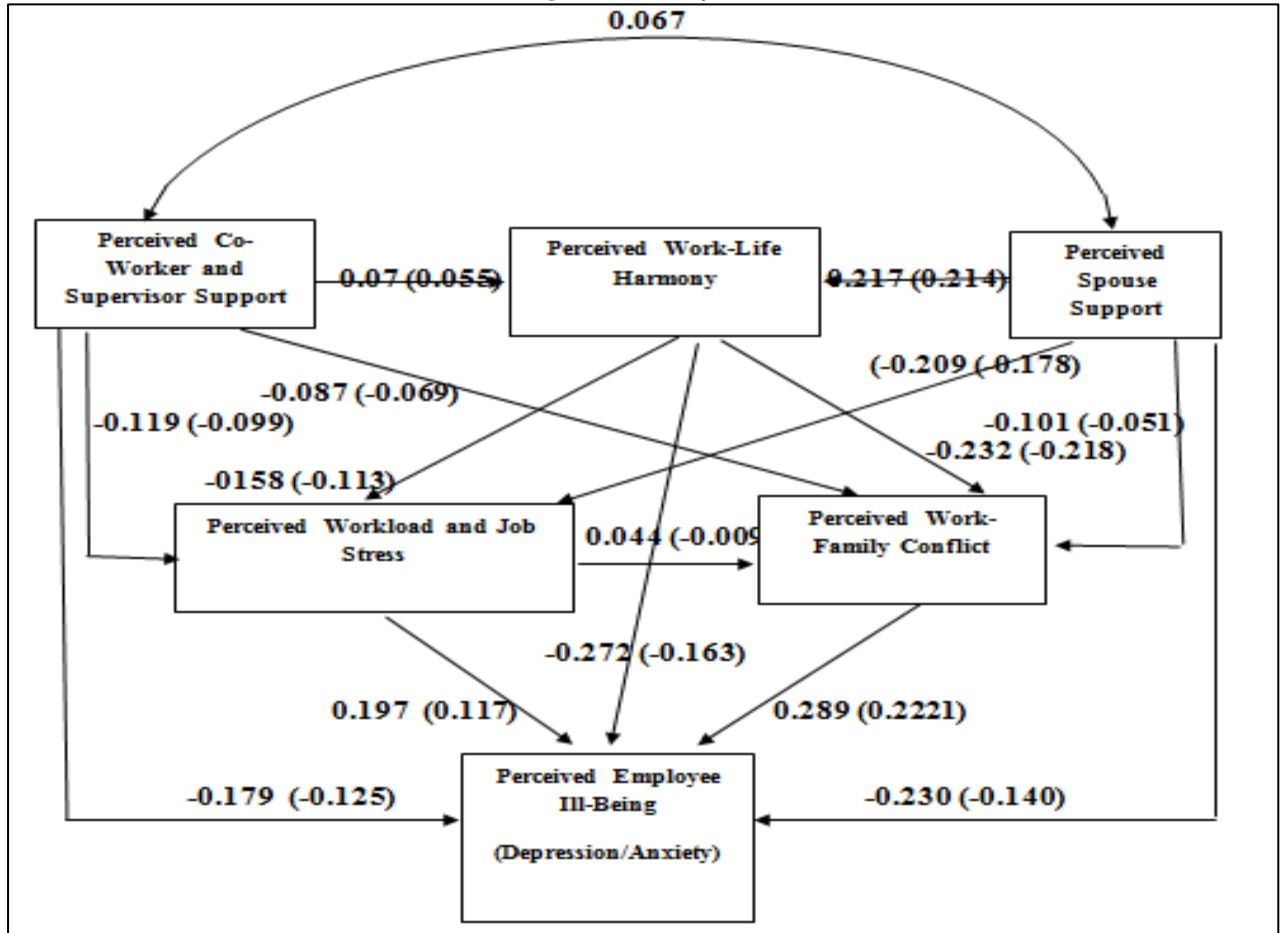 0.067
Perceived Co-
Worker and
Supervisor Support
0.07 (0.055)
Perceived Work-Life
Harmony
0.217 (0.214)
Perceived
Spouse
Support
(-0.209 (-0.178)
-0.087 (-0.069)
-0.119 (-0.099)
-0.101 (-0.051)
-0.232 (-0.218)
-0158 (-0.113)
Perceived Workload and Job
Stress
0.044 (-0.009
Perceived Work-
Family Conflict
-0.272 (-0.163)
0.197 (0.117)
0.289 (0.2221)
Perceived Employee
Ill-Being
(Depression/Anxiety)
-0.179 (-0.125)
-0.230 (-0.140)